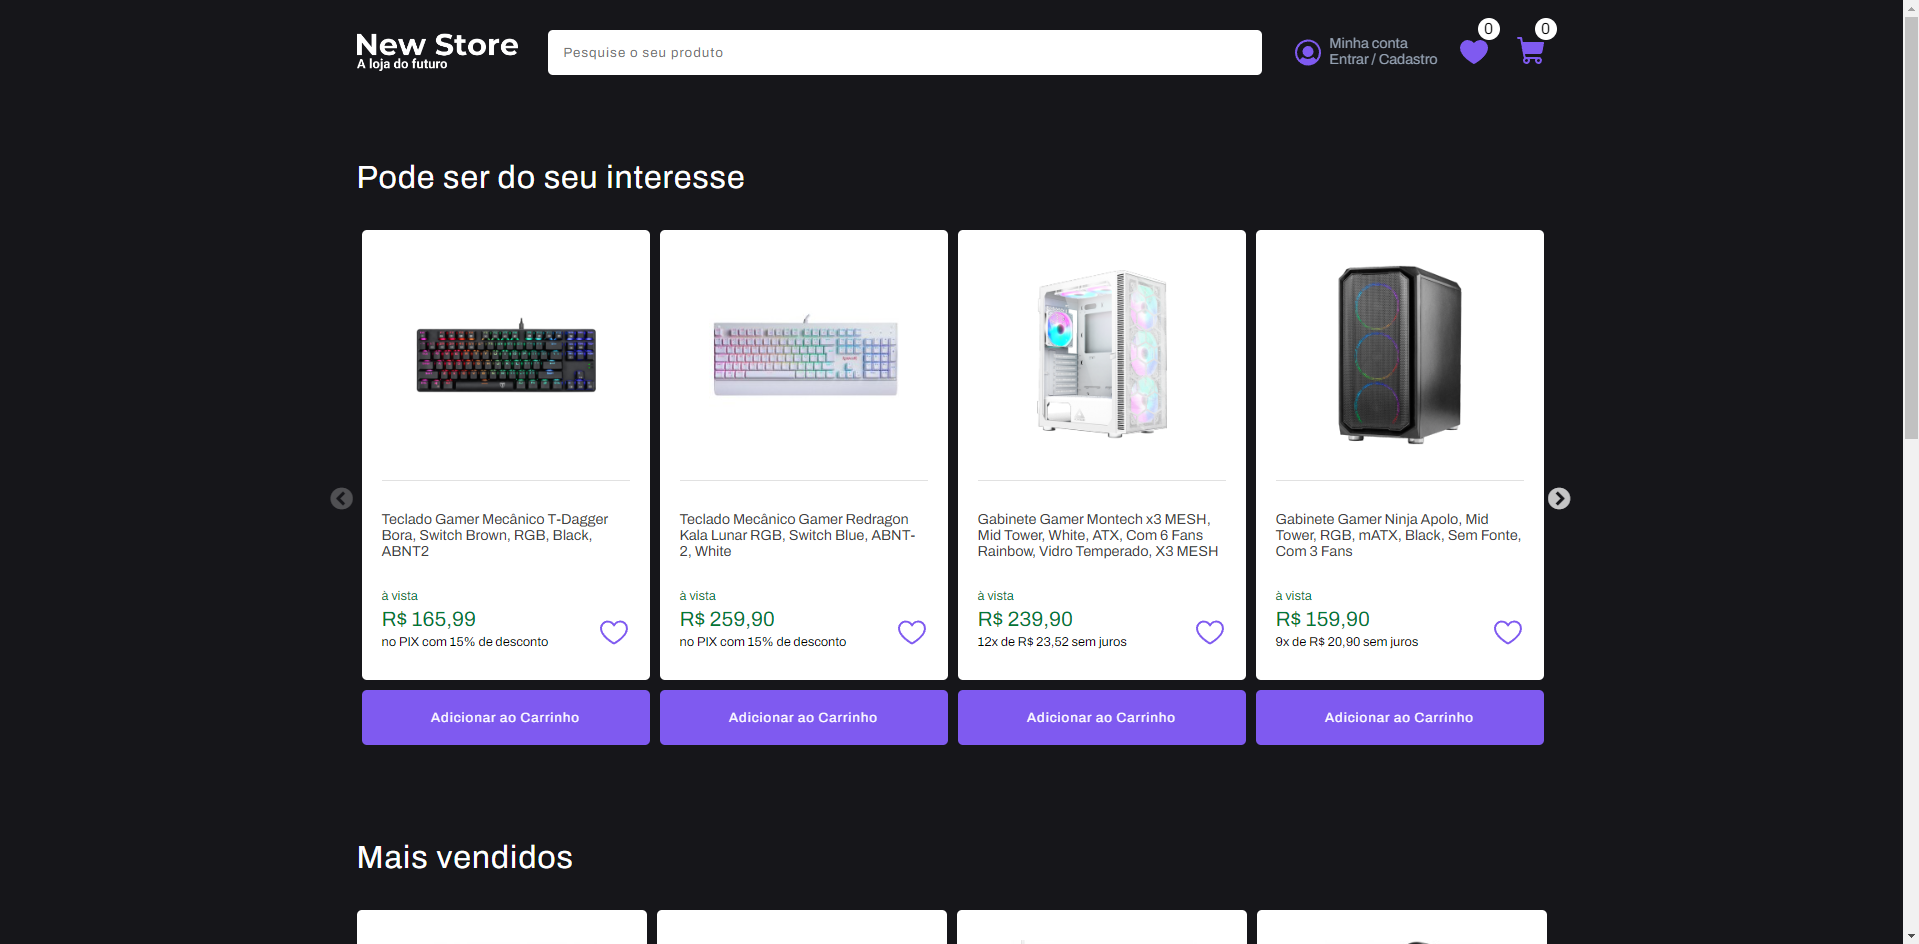 New Store
A loja do futuro
Pesquise o seu produto
Minha conta
Entrar / Cadastro
0
0
Pode ser do seu interesse
Teclado Gamer Mecânico T-Dagger
Bora, Switch Brown, RGB, Black,
ABNT2
à vista
R$ 165,99
no PIX com 15% de desconto
Adicionar ao Carrinho
Teclado Mecânico Gamer Redragon
Kala Lunar RGB, Switch Blue, ABNT-
2, White
à vista
R$ 259,90
no PIX com 15% de desconto
Adicionar ao Carrinho
Gabinete Gamer Montech x3 MESH,
Mid Tower, White, ATX, Com 6 Fans
Rainbow, Vidro Temperado, X3 MESH
à vista
R$ 239,90
12x de R$ 23,52 sem juros
Adicionar ao Carrinho
Gabinete Gamer Ninja Apolo, Mid
Tower, RGB, mATX, Black, Sem Fonte,
Com 3 Fans
à vista
R$ 159,90
9x de R$ 20,90 sem juros
Adicionar ao Carrinho
Mais vendidos